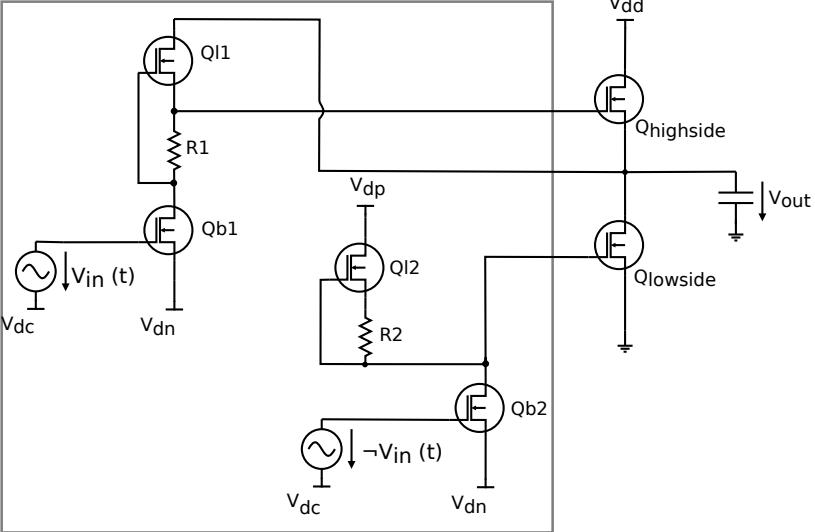 Vdd
Ql1
Qhighside
R1
Vdp
Vout
Qb1
Ql2
Vin (t)
Qlowside
Vdc
Vdn
R2
Qb2
¬Vin (t)
Vdc
Vdn